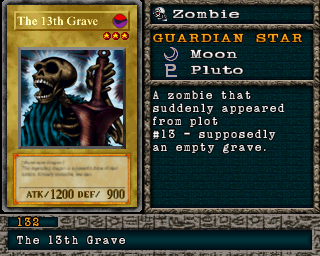 The 13th Grave
ATK/1200 DEF/ 900
Zombie
GUARDIAN STAR
Moon
Pluto
A zombie that
suddenly appeared
from plot
#13 - supposedly
an empty grave.
132
The 13th Grave